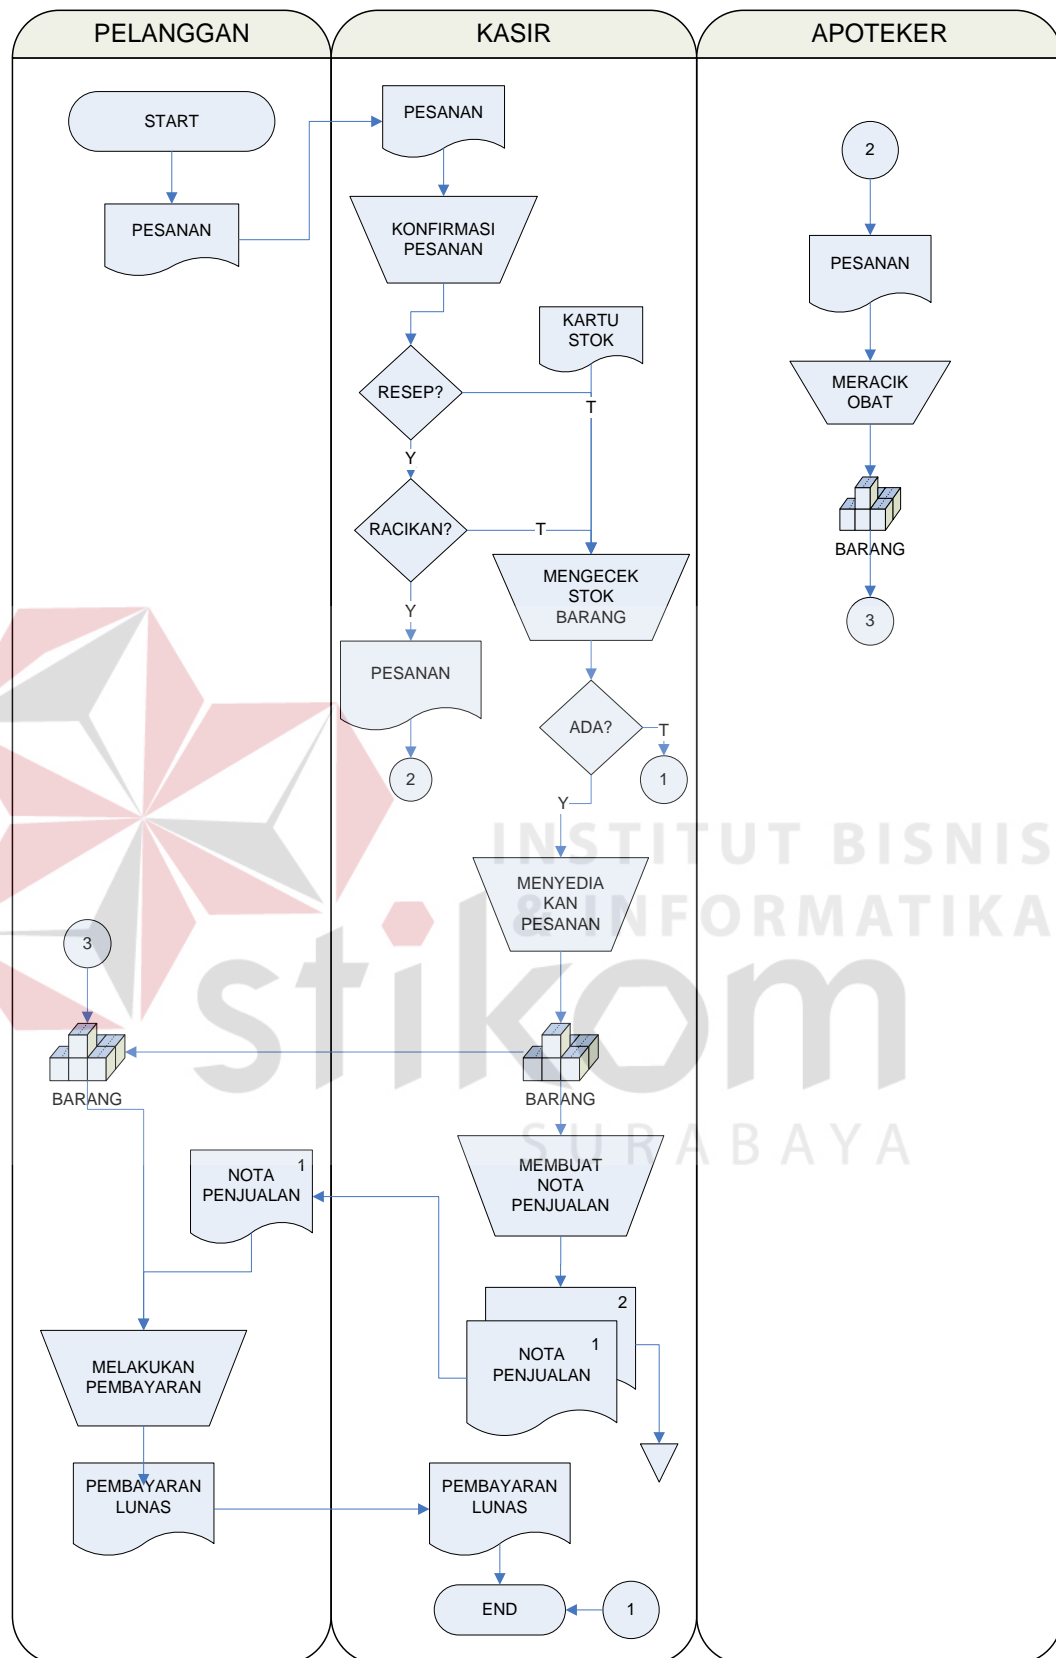 PELANGGAN
KASIR
APOTEKER
START
PESANAN
PESANAN
KONFIRMASI
PESANAN
KARTU
STOK
RESEP?
T
Y
RACIKAN?
T
Y
MENGECEK
STOK
BARANG
PESANAN
2
ADA?
T
1
Y
MENYEDIA
KAN
PESANAN
BARANG
3
BARANG
MEMBUAT
NOTA
PENJUALAN
NOTA
PENJUALAN
1
2
NOTA
PENJUALAN
1
MELAKUKAN
PEMBAYARAN
PEMBAYARAN
LUNAS
PEMBAYARAN
LUNAS
END
1
2
PESANAN
MERACIK
OBAT
BARANG
3
INSTITUT BISNIS
& INFORMATIKA
stikom
SURABAYA